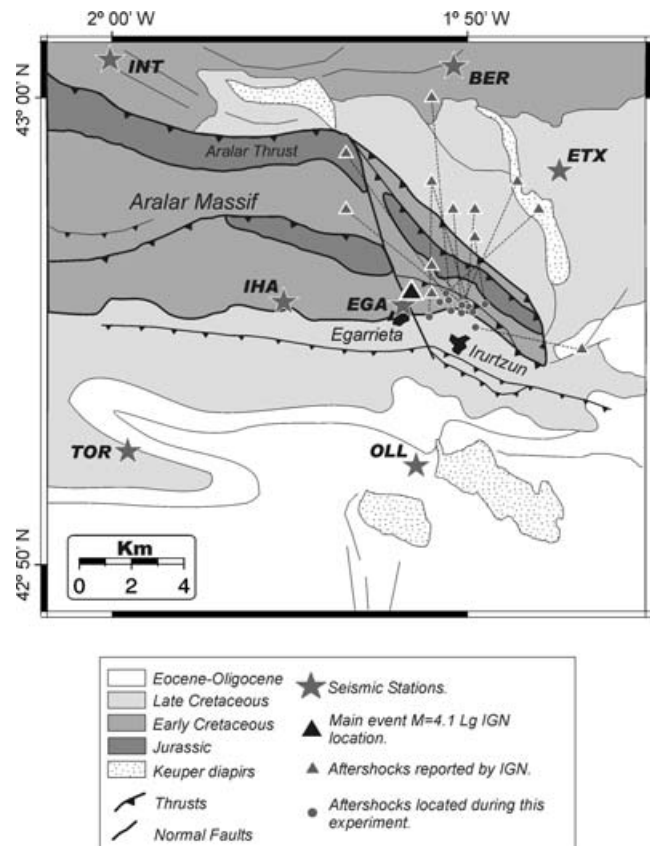 2º 00' W 1º 50' W
43º 00' N
INT
BER
ETX
Aralar Thrust
Aralar Massif
IHA
EGA
Egarrieta
Irurtzun
TOR
OLL
Km
0 2 4
42º 50' N
Eocene-Oligocene
Late Cretaceous
Early Cretaceous
Jurassic
Keuper diapirs
Thrusts
Normal Faults
Seismic Stations.
Main event M=4.1 Lg IGN
location.
Aftershocks reported by IGN.
Aftershocks located during this
experiment.